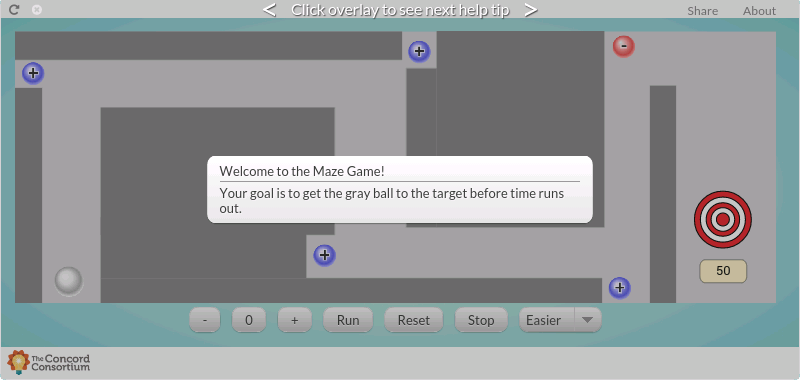 < Click overlay to see next help tip >
Share About
+
+
-
Welcome to the Maze Game!
Your goal is to get the gray ball to the target before time runs
out.
+
50
+
- 0 + Run Reset Stop Easier
The Concord
Consortium